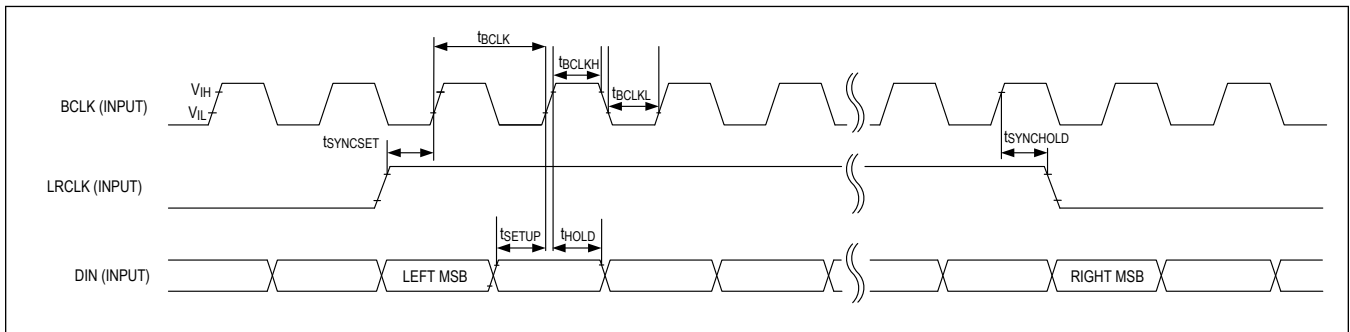 tBCLK
tBCLKH
tBCLKL
VIH
VIL
BCLK (INPUT)
tSYNCSET
tSYNCHOLD
LRCLK (INPUT)
tSETUP
tHOLD
DIN (INPUT)
LEFT MSB
RIGHT MSB